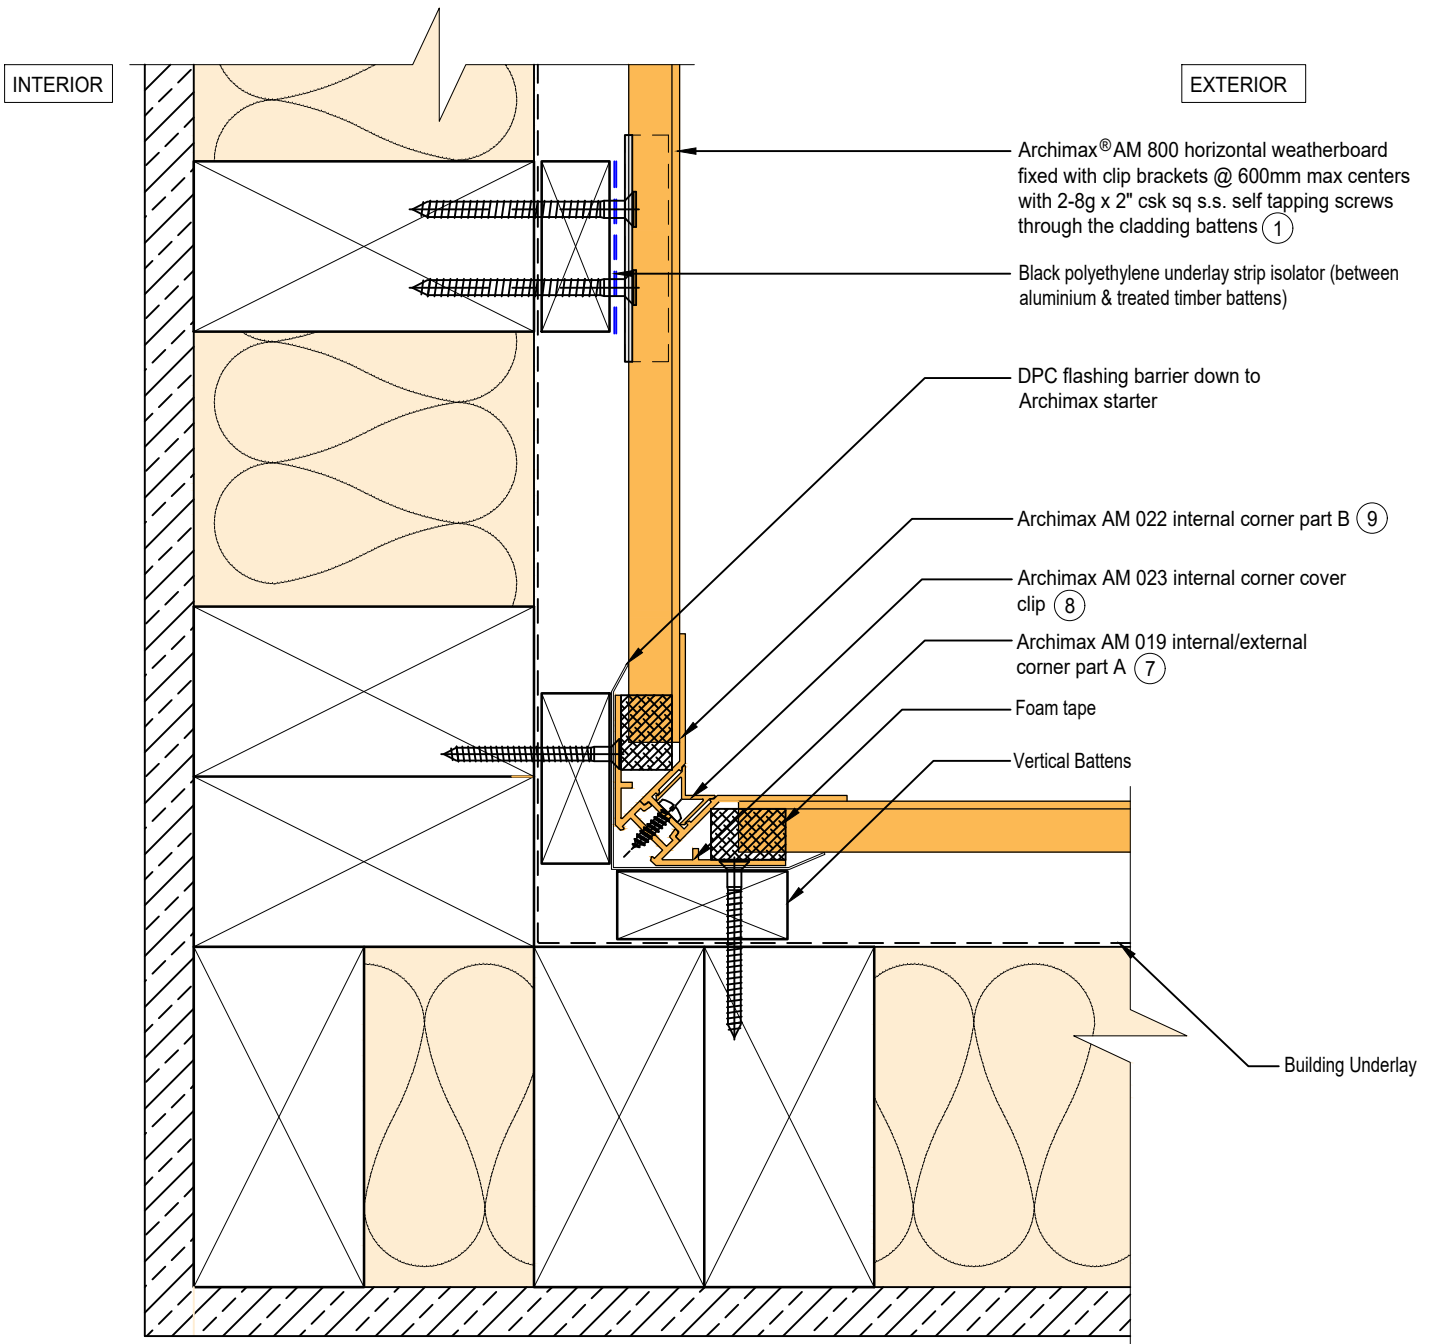 INTERIOR
EXTERIOR
Archimax® AM 800 horizontal weatherboard
fixed with clip brackets @ 600mm max centers
with 2-8g x 2" csk sq s.s. self tapping screws
through the cladding battens 1
Black polyethylene underlay strip isolator (between
aluminium & treated timber battens)
DPC flashing barrier down to
Archimax starter
Archimax AM 022 internal corner part B 9
Archimax AM 023 internal corner cover
clip 8
Archimax AM 019 internal/external
corner part A 7
Foam tape
Vertical Battens
Building Underlay